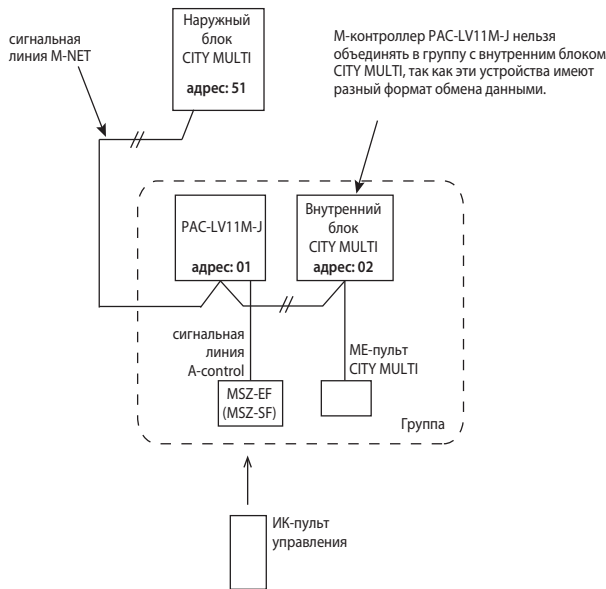 сигнальная
линия M-NET
Наружный
блок
CITY MULTI
адрес: 51
М-контроллер PAC-LV11M-J нельзя
объединять в группу с внутренним блоком
CITY MULTI, так как эти устройства имеют
разный формат обмена данными.
PAC-LV11M-J
адрес: 01
Внутренний
блок
CITY MULTI
адрес: 02
сигнальная
линия
A-control
ME-пульт
CITY MULTI
MSZ-EF
(MSZ-SF)
Группа
ИК-пульт
управления